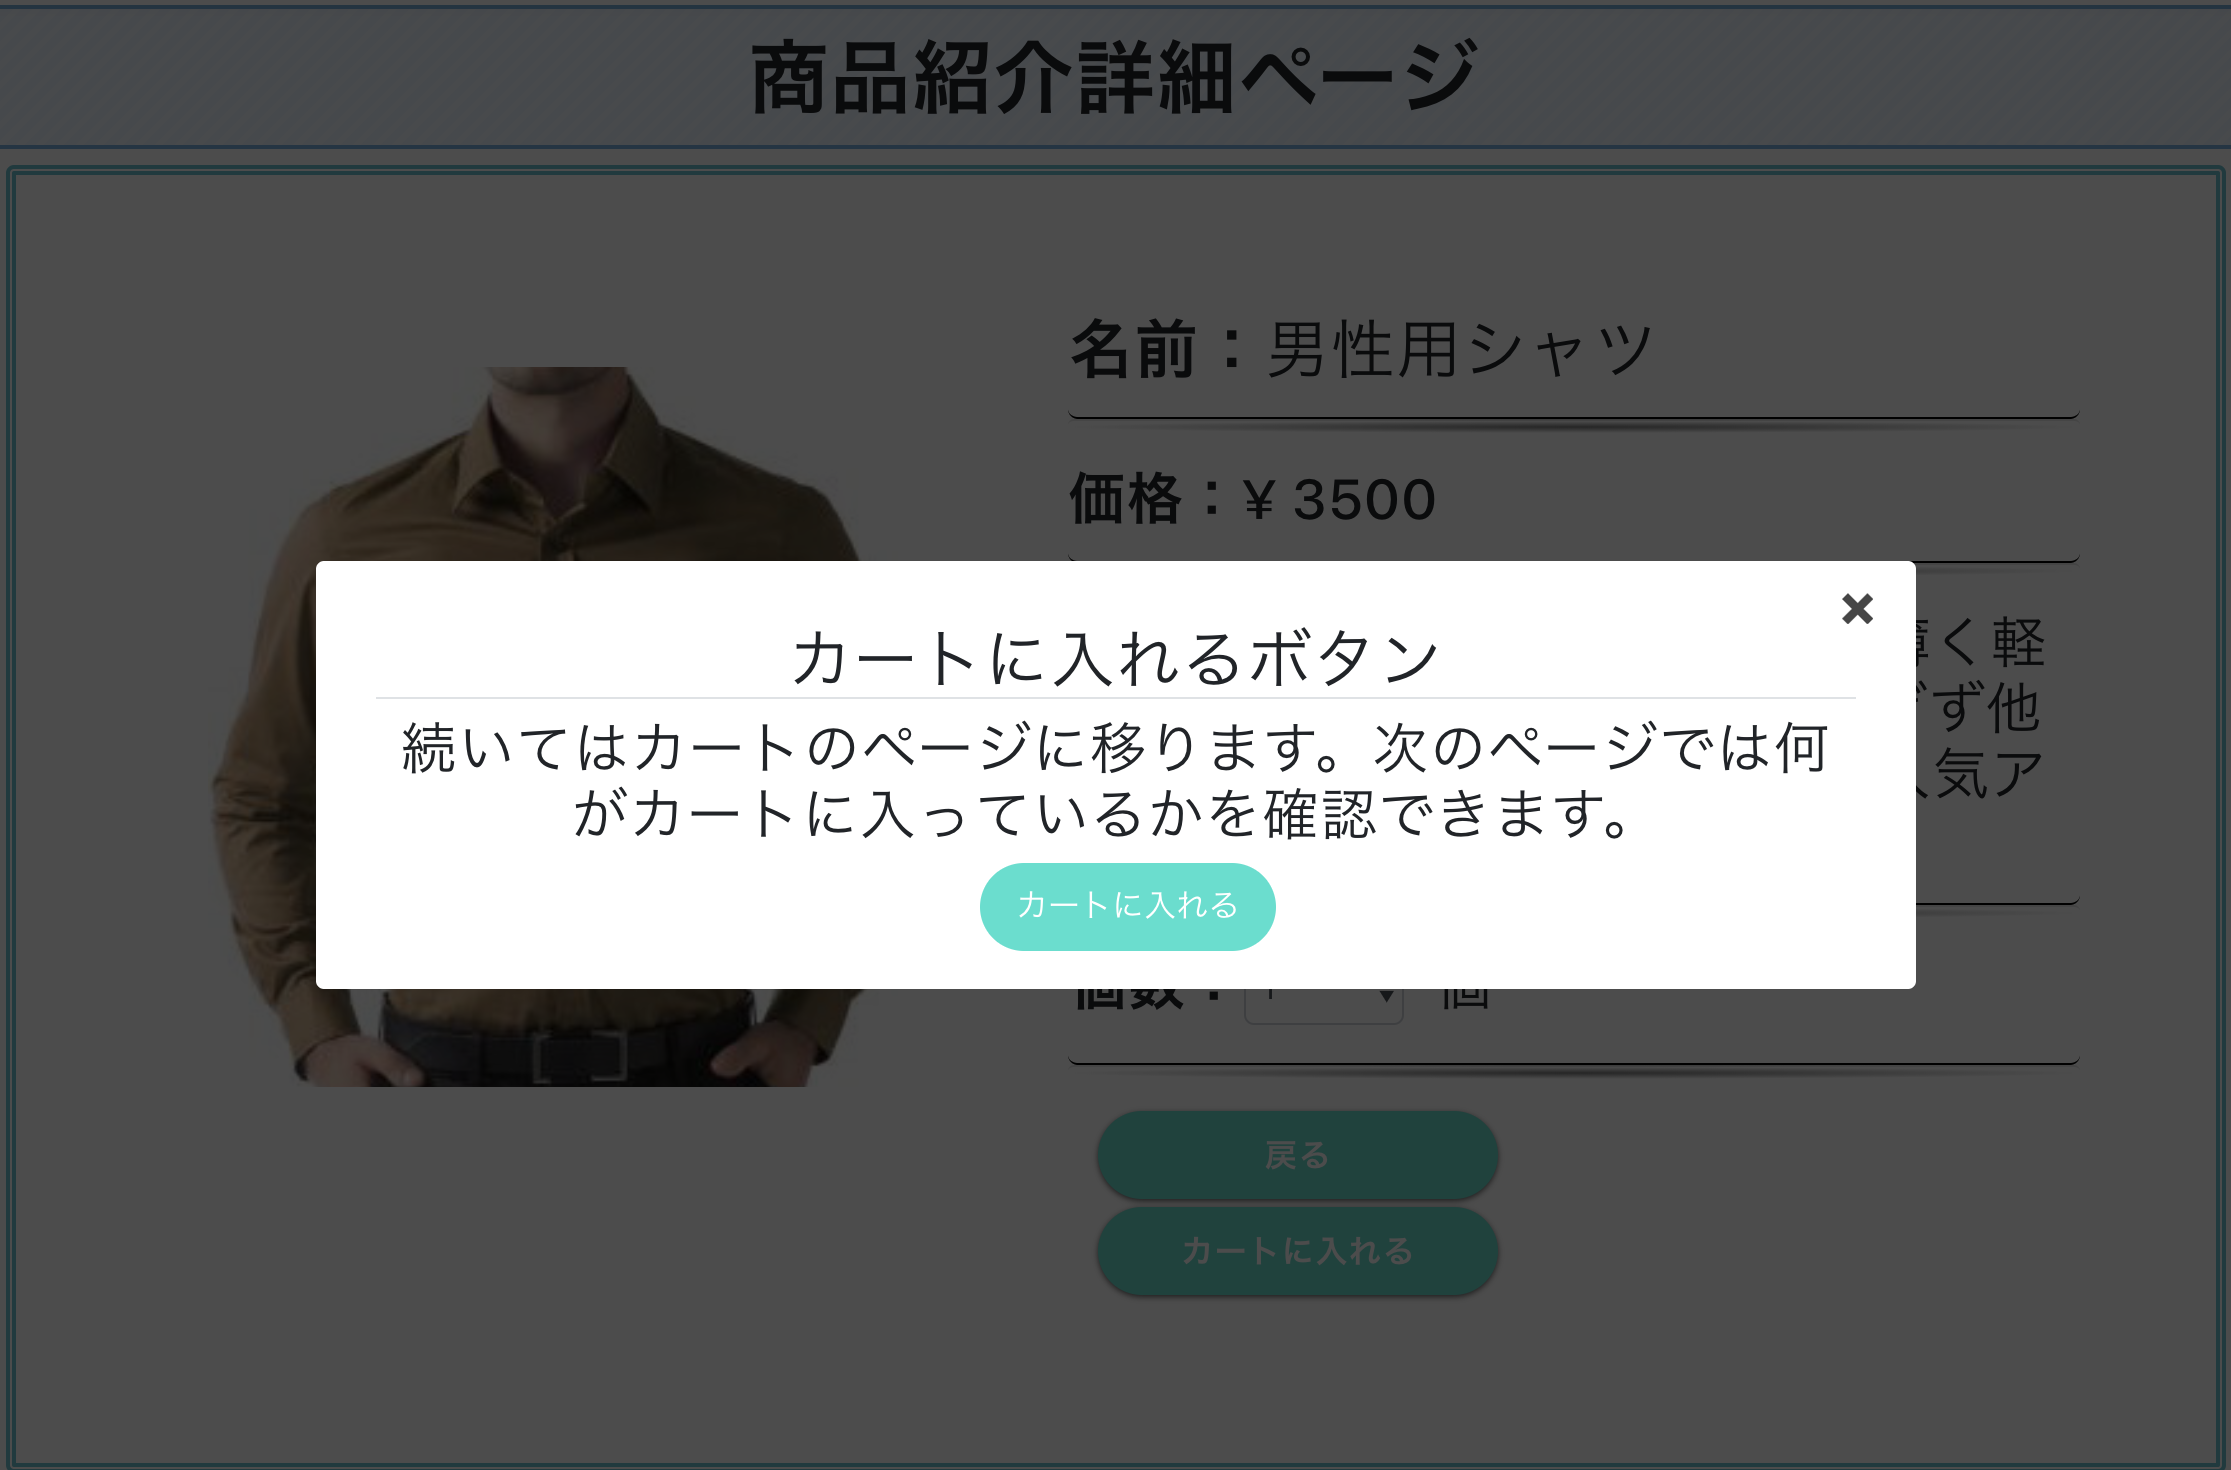 商品紹介詳細ページ
名前：男性用シャツ
価格：¥ 3500
く軽
ず他
気ア
カートに入れるボタン
続いてはカートのページに移ります。次のページでは何
がカートに入っているかを確認できます。
カートに入れる
個数： 個
戻る
カートに入れる